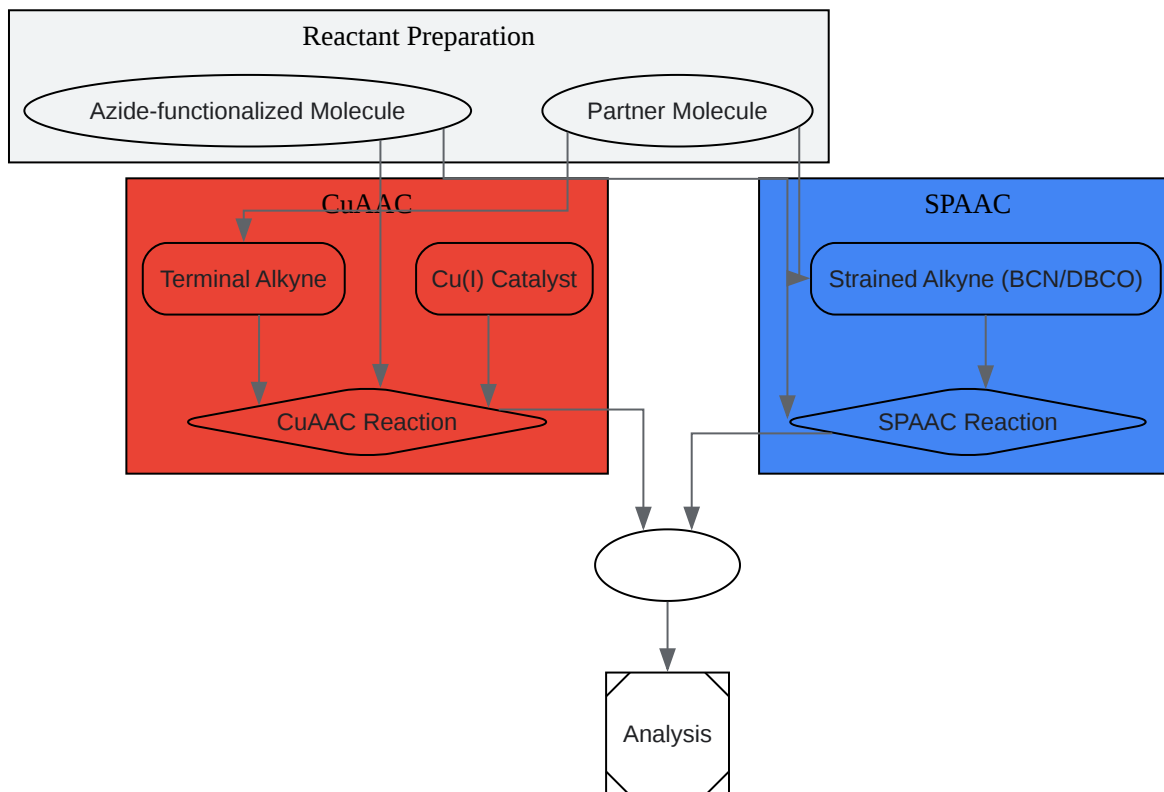 Reactant Preparation
Azide-functionalized Molecule
Partner Molecule
CuAAC
SPAAC
Terminal Alkyne
Cu(I) Catalyst
Strained Alkyne (BCN/DBCO)
CuAAC Reaction
SPAAC Reaction
Analysis